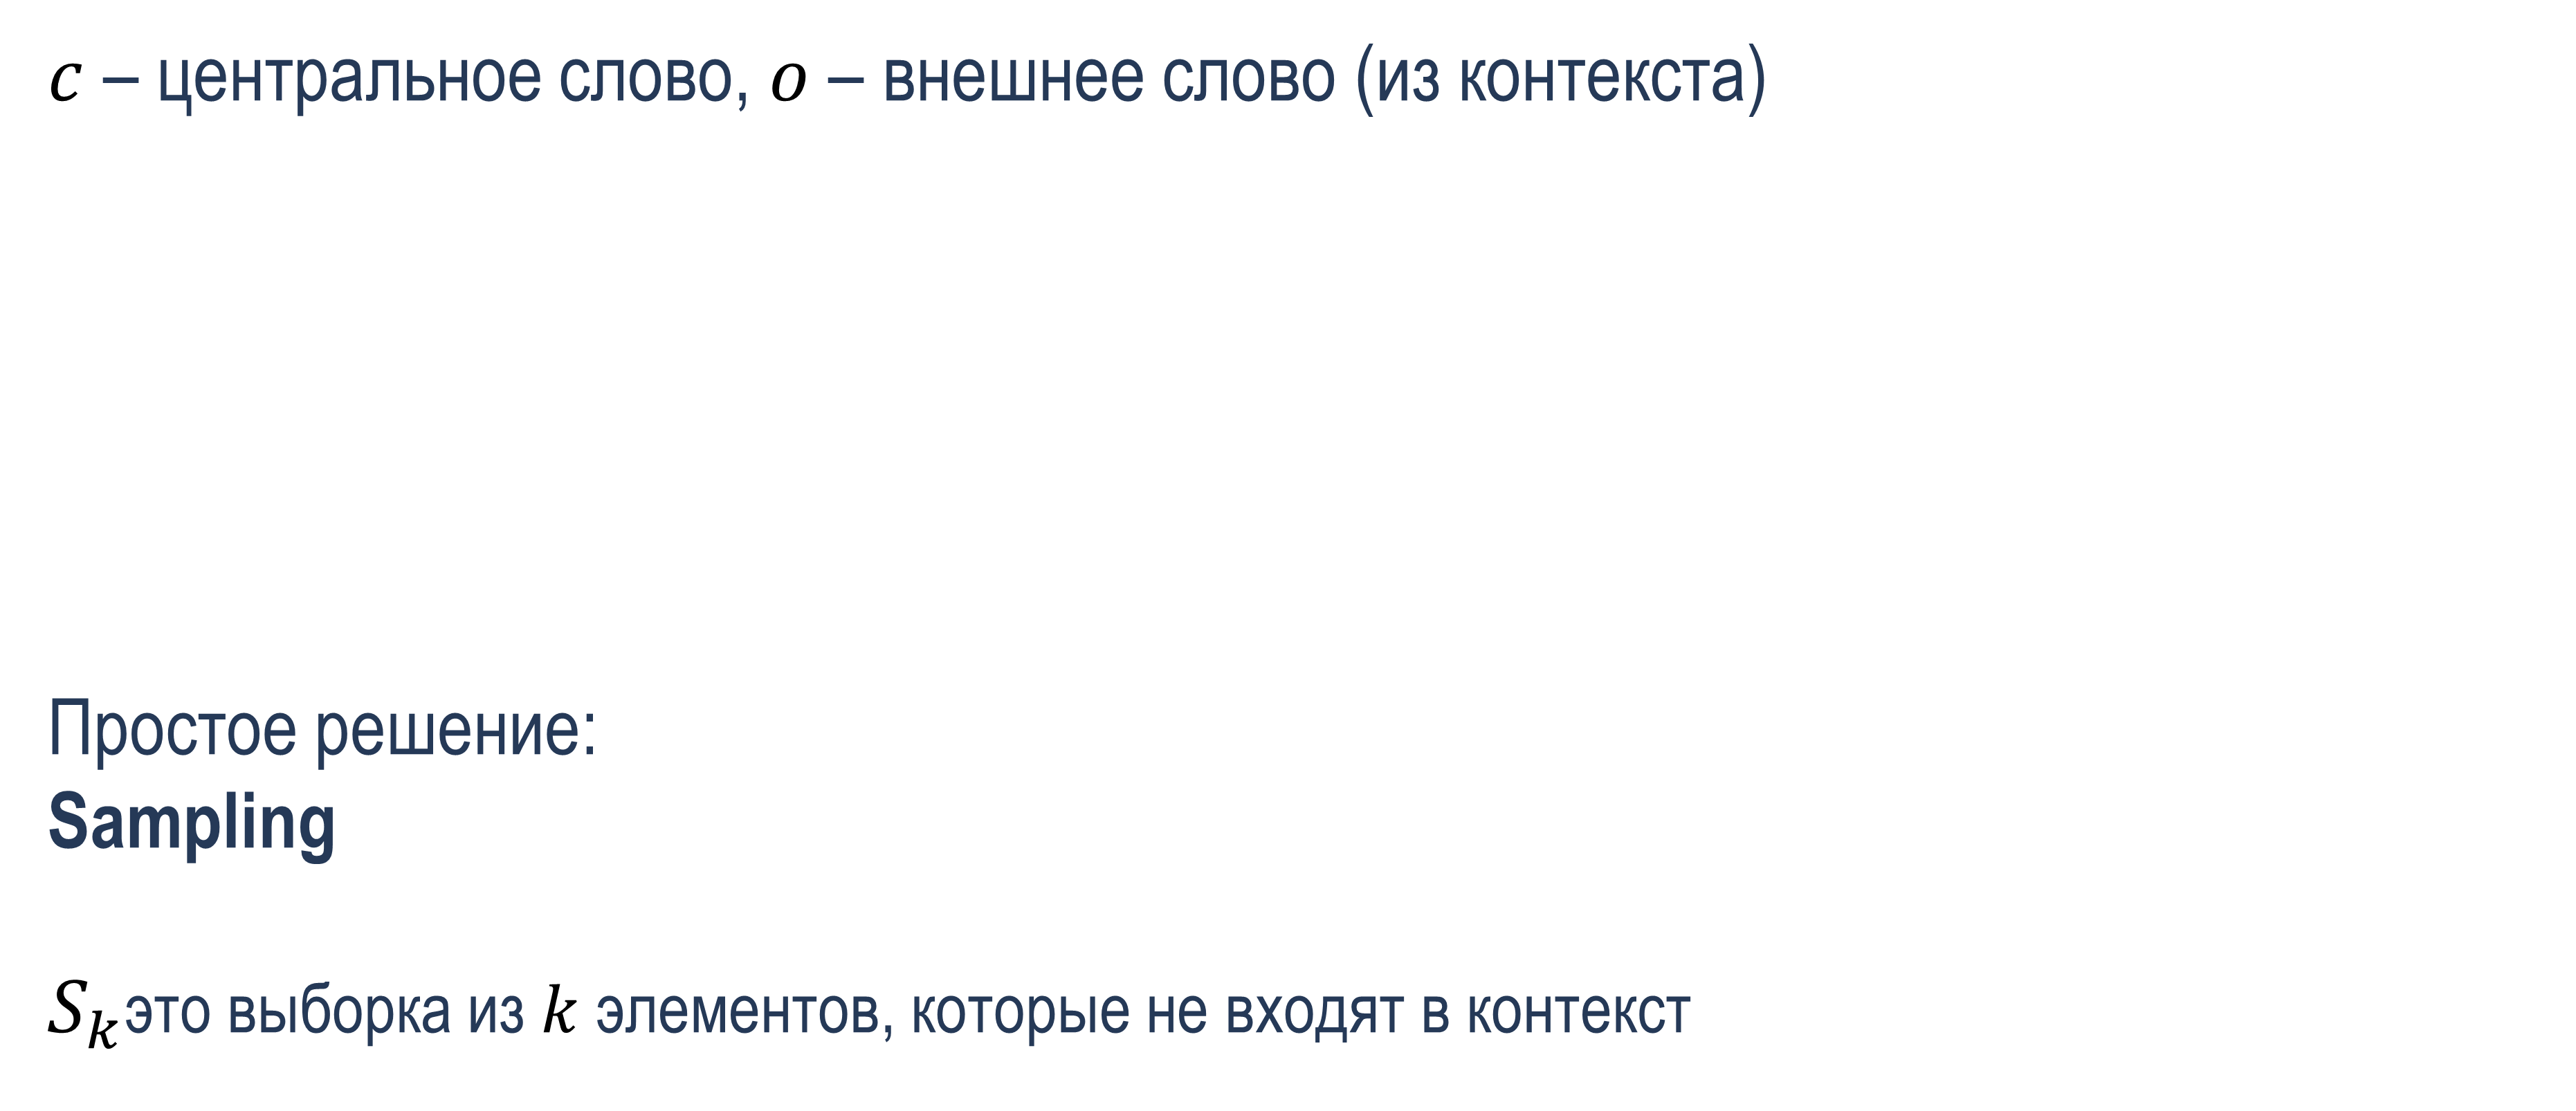 c – центральное слово, o – внешнее слово (из контекста)
Простое решение:
Sampling
Sₖ это выборка из k элементов, которые не входят в контекст